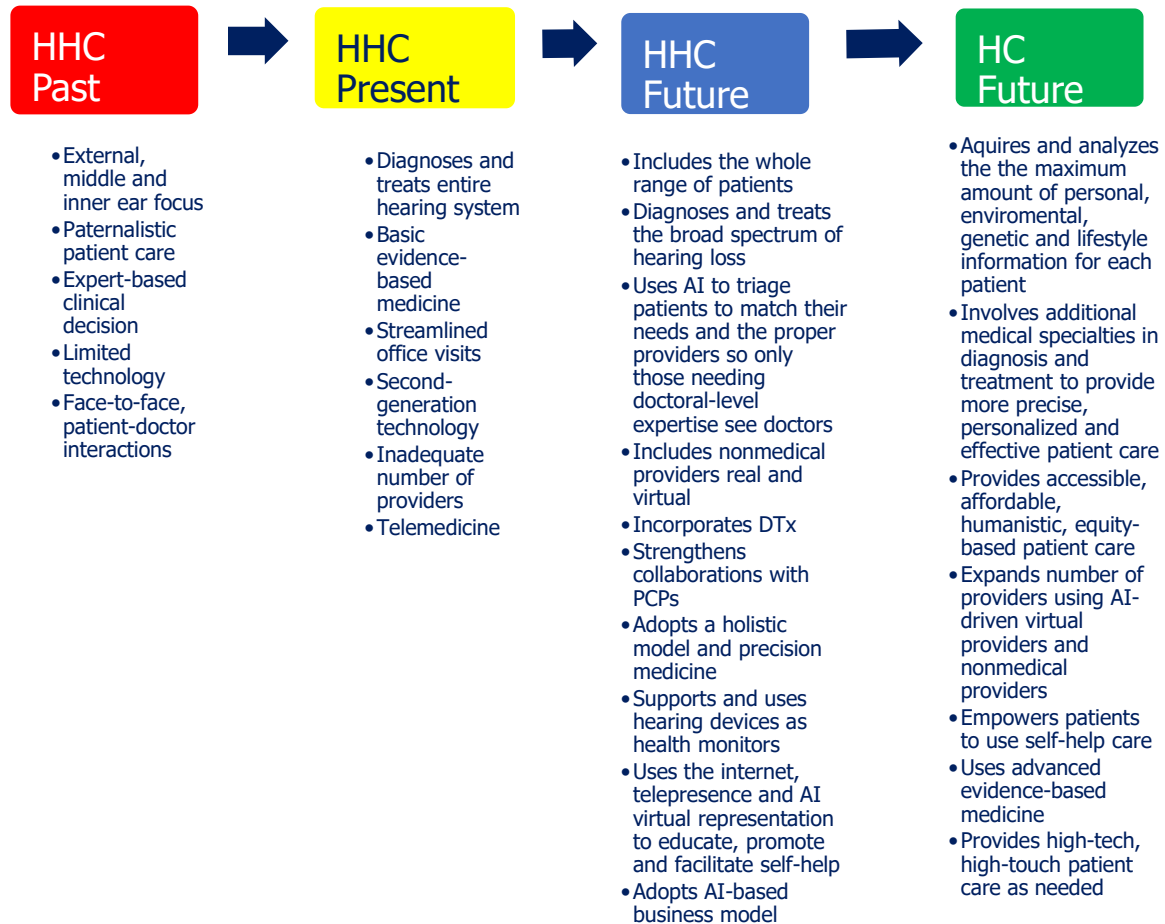 HHC
Past
• External,
middle and
inner ear focus
• Paternalistic
patient care
• Expert-based
clinical
decision
• Limited
technology
• Face-to-face,
patient-doctor
interactions
HHC
Present
• Diagnoses and
treats entire
hearing system
• Basic
evidence-
based
medicine
• Streamlined
office visits
• Second-
generation
technology
• Inadequate
number of
providers
• Telemedicine
HHC
Future
• Includes the whole
range of patients
• Diagnoses and treats
the broad spectrum of
hearing loss
• Uses AI to triage
patients to match their
needs and the proper
providers so only
those needing
doctoral-level
expertise see doctors
• Includes nonmedical
providers real and
virtual
• Incorporates DTx
• Strengthens
collaborations with
PCPs
• Adopts a holistic
model and precision
medicine
• Supports and uses
hearing devices as
health monitors
• Uses the internet,
telepresence and AI
virtual representation
to educate, promote
and facilitate self-help
• Adopts AI-based
business model
HC
Future
• Aquires and analyzes
the the maximum
amount of personal,
enviromental,
genetic and lifestyle
information for each
patient
• Involves additional
medical specialties in
diagnosis and
treatment to provide
more precise,
personalized and
effective patient care
• Provides accessible,
affordable,
humanistic, equity-
based patient care
• Expands number of
providers using AI-
driven virtual
providers and
nonmedical
providers
• Empowers patients
to use self-help care
• Uses advanced
evidence-based
medicine
• Provides high-tech,
high-touch patient
care as needed